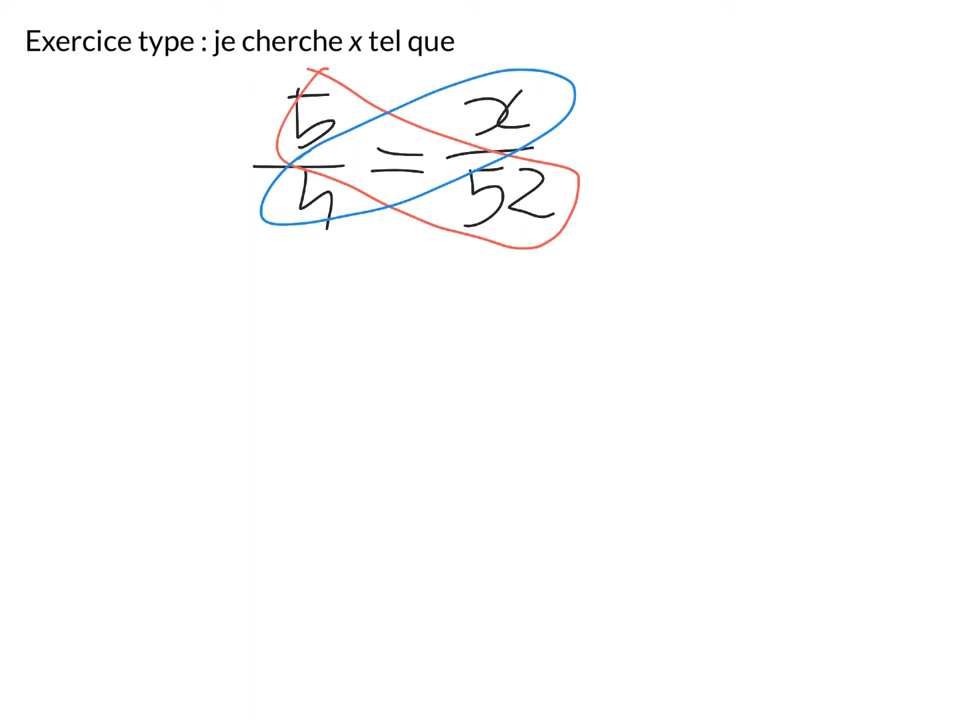 Exercice type : je cherche x tel que
5/4 = x/52